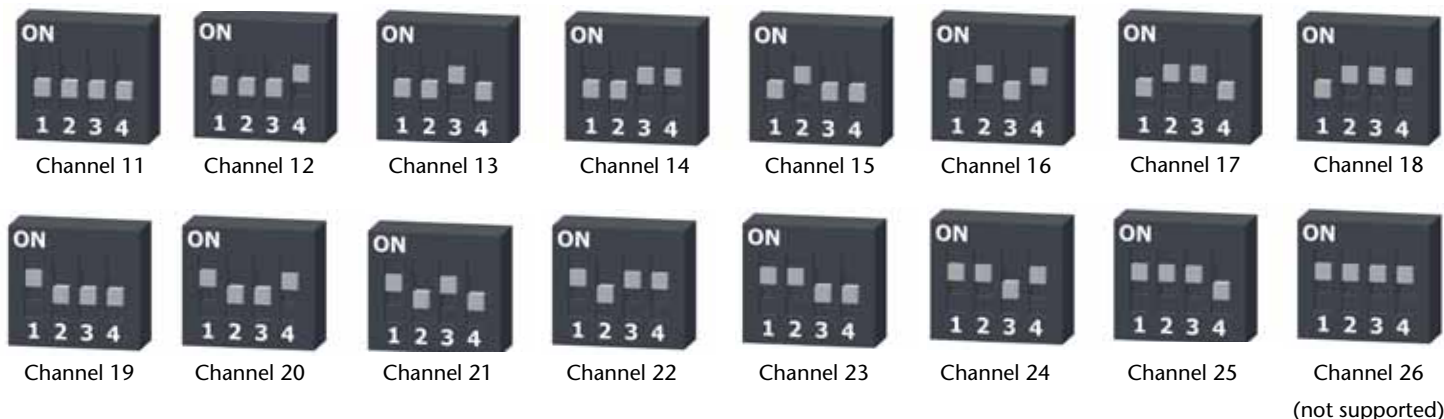 ON ON ON ON ON ON ON ON
1 2 3 4 1 2 3 4 1 2 3 4 1 2 3 4 1 2 3 4 1 2 3 4 1 2 3 4 1 2 3 4
Channel 11 Channel 12 Channel 13 Channel 14 Channel 15 Channel 16 Channel 17 Channel 18
ON ON ON ON ON ON ON ON
1 2 3 4 1 2 3 4 1 2 3 4 1 2 3 4 1 2 3 4 1 2 3 4 1 2 3 4 1 2 3 4
Channel 19 Channel 20 Channel 21 Channel 22 Channel 23 Channel 24 Channel 25 Channel 26
(not supported)